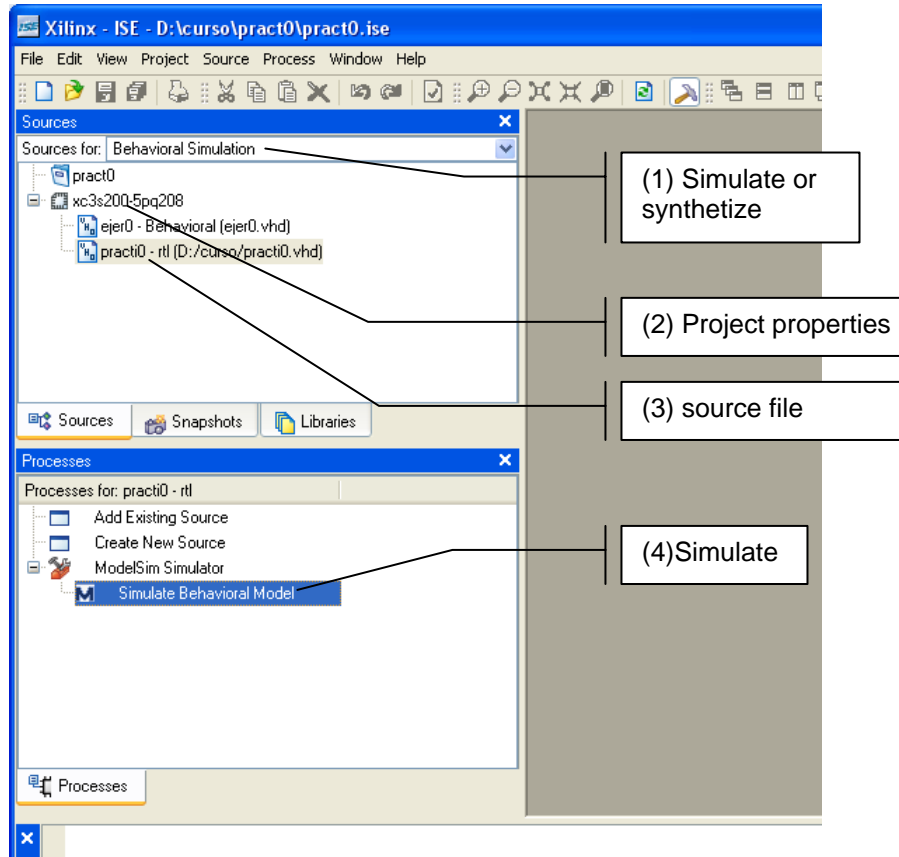 Xilinx - ISE - D:\curso\pract0\pract0.ise
File Edit View Project Source Process Window Help
Sources
Sources for: Behavioral Simulation
pract0
xc3s200-5pq208
ejer0 - Behavioral (ejer0.vhd)
practi0 - rtl (D:/curso/practi0.vhd)
Sources Snapshots Libraries
Processes
Processes for: practi0 - rtl
Add Existing Source
Create New Source
ModelSim Simulator
Simulate Behavioral Model
Processes
(1) Simulate or
synthetize
(2) Project properties
(3) source file
(4)Simulate